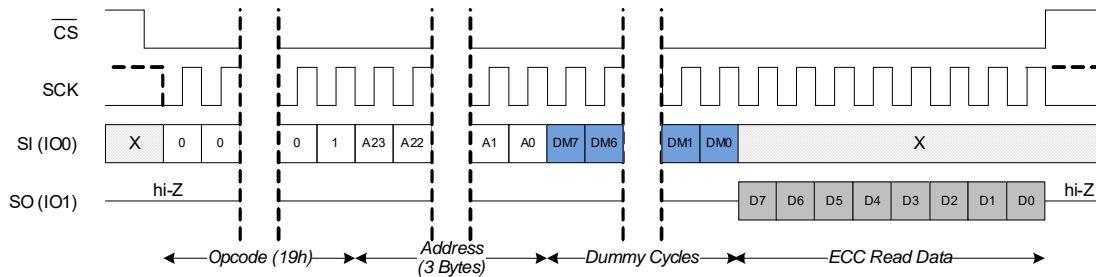 CS
SCK
SI (IO0) X 0 0 0 1 A23 A22 A1 A0 DM7 DM6 DM1 DM0 X
hi-Z hi-Z
SO (IO1) D7 D6 D5 D4 D3 D2 D1 D0
Opcode (19h) Address (3 Bytes) Dummy Cycles ECC Read Data